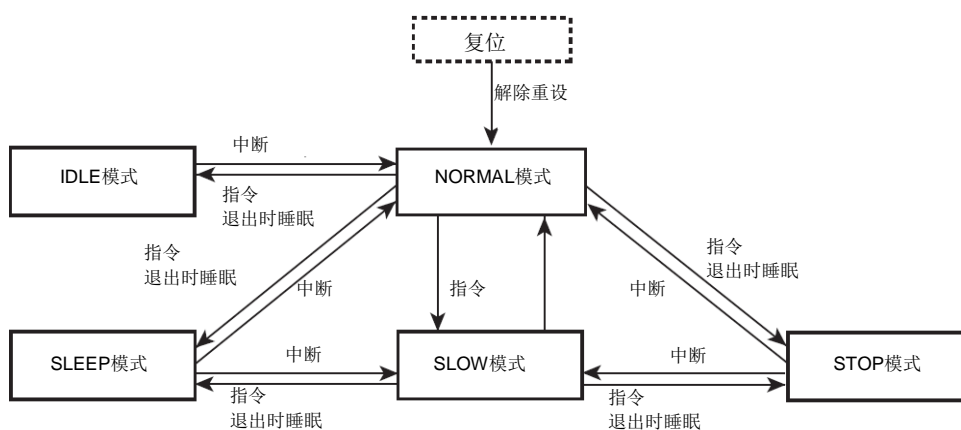 复位
解除重设
中断
IDLE模式
NORMAL模式
指令
退出时睡眠
指令
退出时睡眠
中断
指令
中断
指令
退出时睡眠
SLEEP模式
中断
SLOW模式
中断
STOP模式
指令
退出时睡眠
指令
退出时睡眠